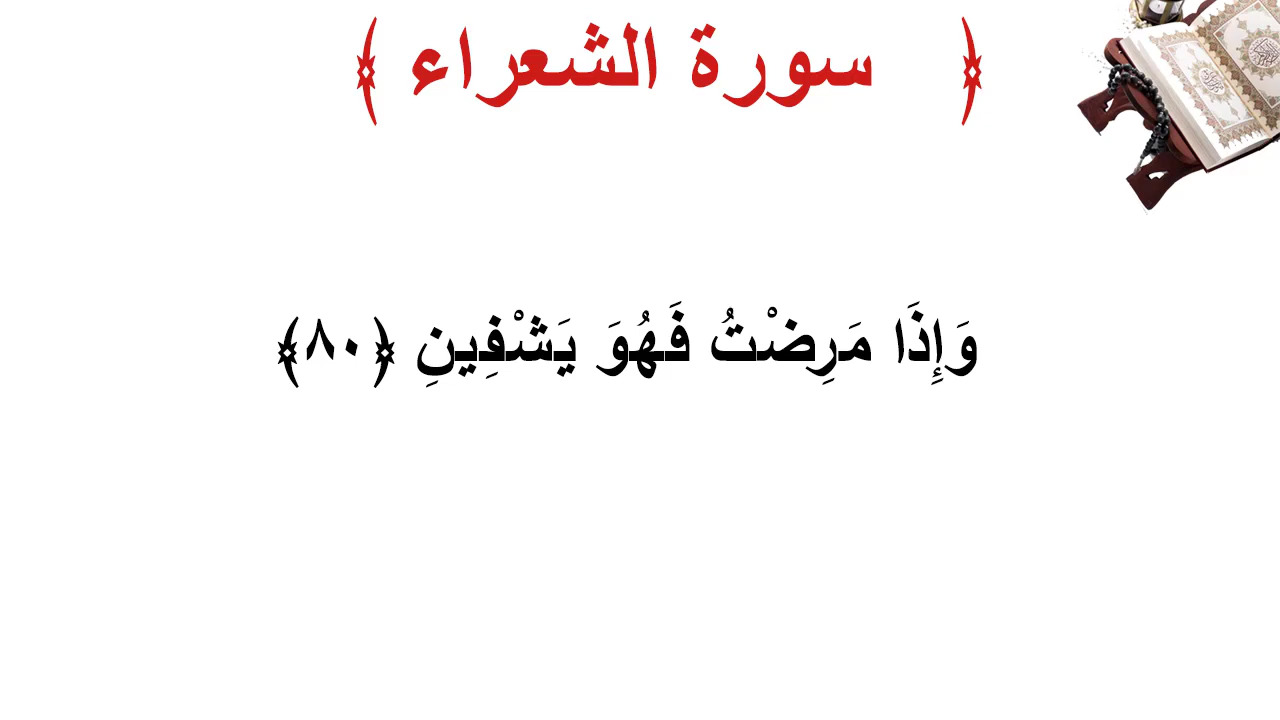 ﴿ سورة الشعراء ﴾
وَإِذَا مَرِضْتُ فَهُوَ يَشْفِينِ ﴿٨٠﴾